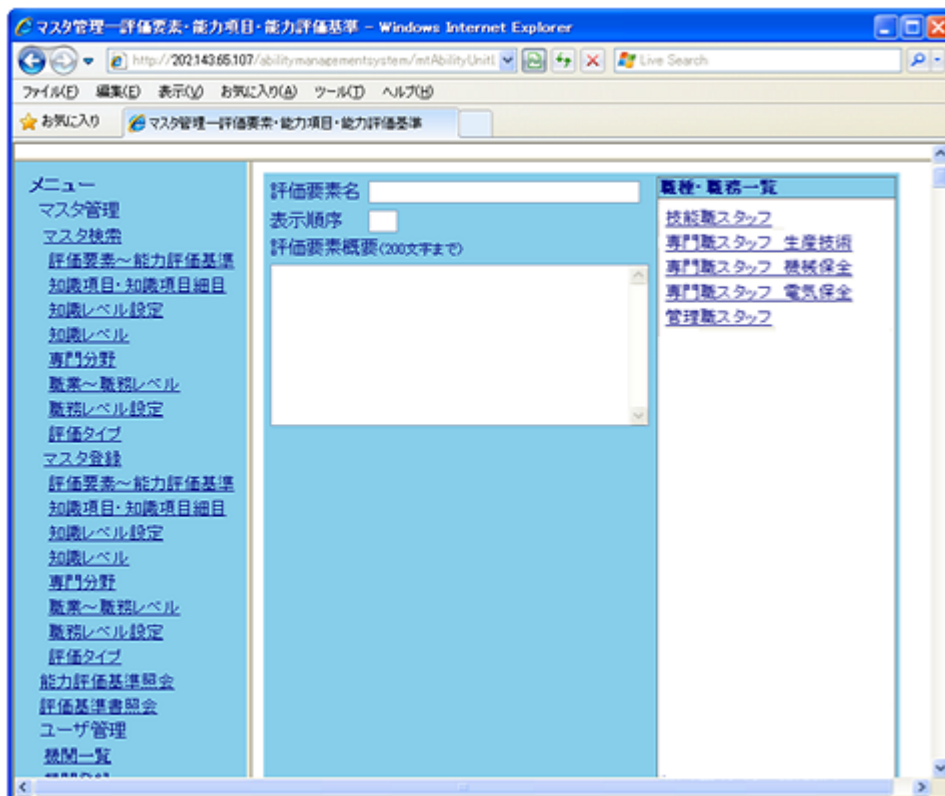 マスタ管理―評価要素・能力項目・能力評価基準 - Windows Internet Explorer
http://202.143.65.107/abilitymanagementsystem/mtAbilityUnitL
Live Search
ファイル(F) 編集(E) 表示(V) お気に入り(A) ツール(T) ヘルプ(H)
お気に入り マスタ管理―評価要素・能力項目・能力評価基準
メニュー
マスタ管理
マスタ検索
評価要素～能力評価基準
知識項目・知識項目細目
知識レベル設定
知識レベル
専門分野
職業～職務レベル
職務レベル設定
評価タイプ
マスタ登録
評価要素～能力評価基準
知識項目・知識項目細目
知識レベル設定
知識レベル
専門分野
職業～職務レベル
職務レベル設定
評価タイプ
能力評価基準照会
評価基準書照会
ユーザ管理
機関一覧
評価要素名
表示順序
評価要素概要(200文字まで)
職種・職務一覧
技能職スタッフ
専門職スタッフ 生産技術
専門職スタッフ 機械保全
専門職スタッフ 電気保全
管理職スタッフ